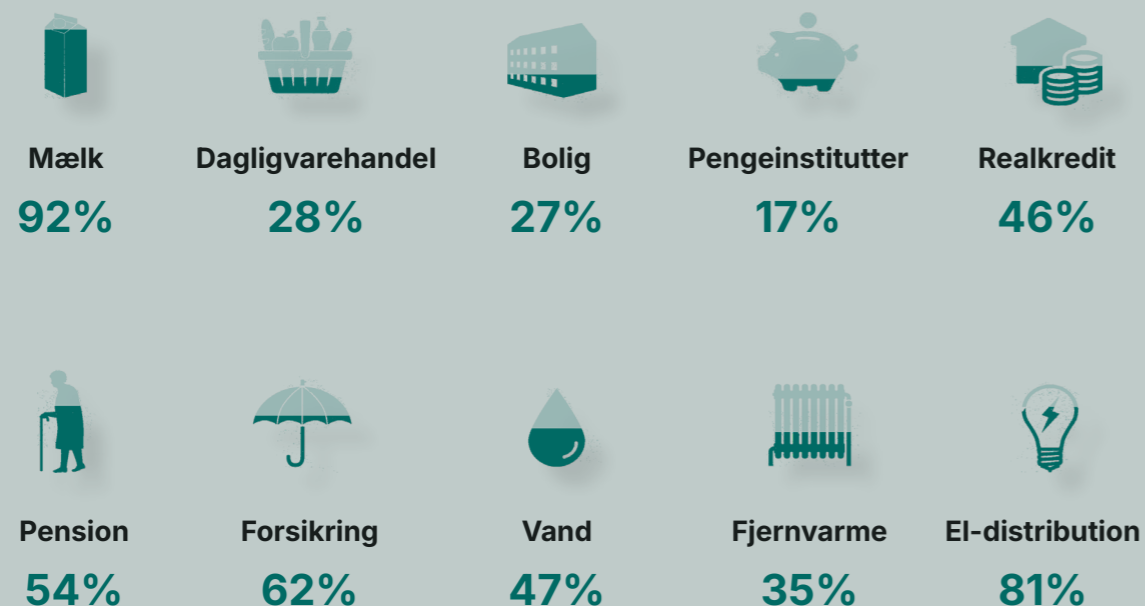 Mælk Dagligvarehandel Bolig Pengeinstitutter Realkredit
92% 28% 27% 17% 46%
Pension Forsikring Vand Fjernvarme El-distribution
54% 62% 47% 35% 81%